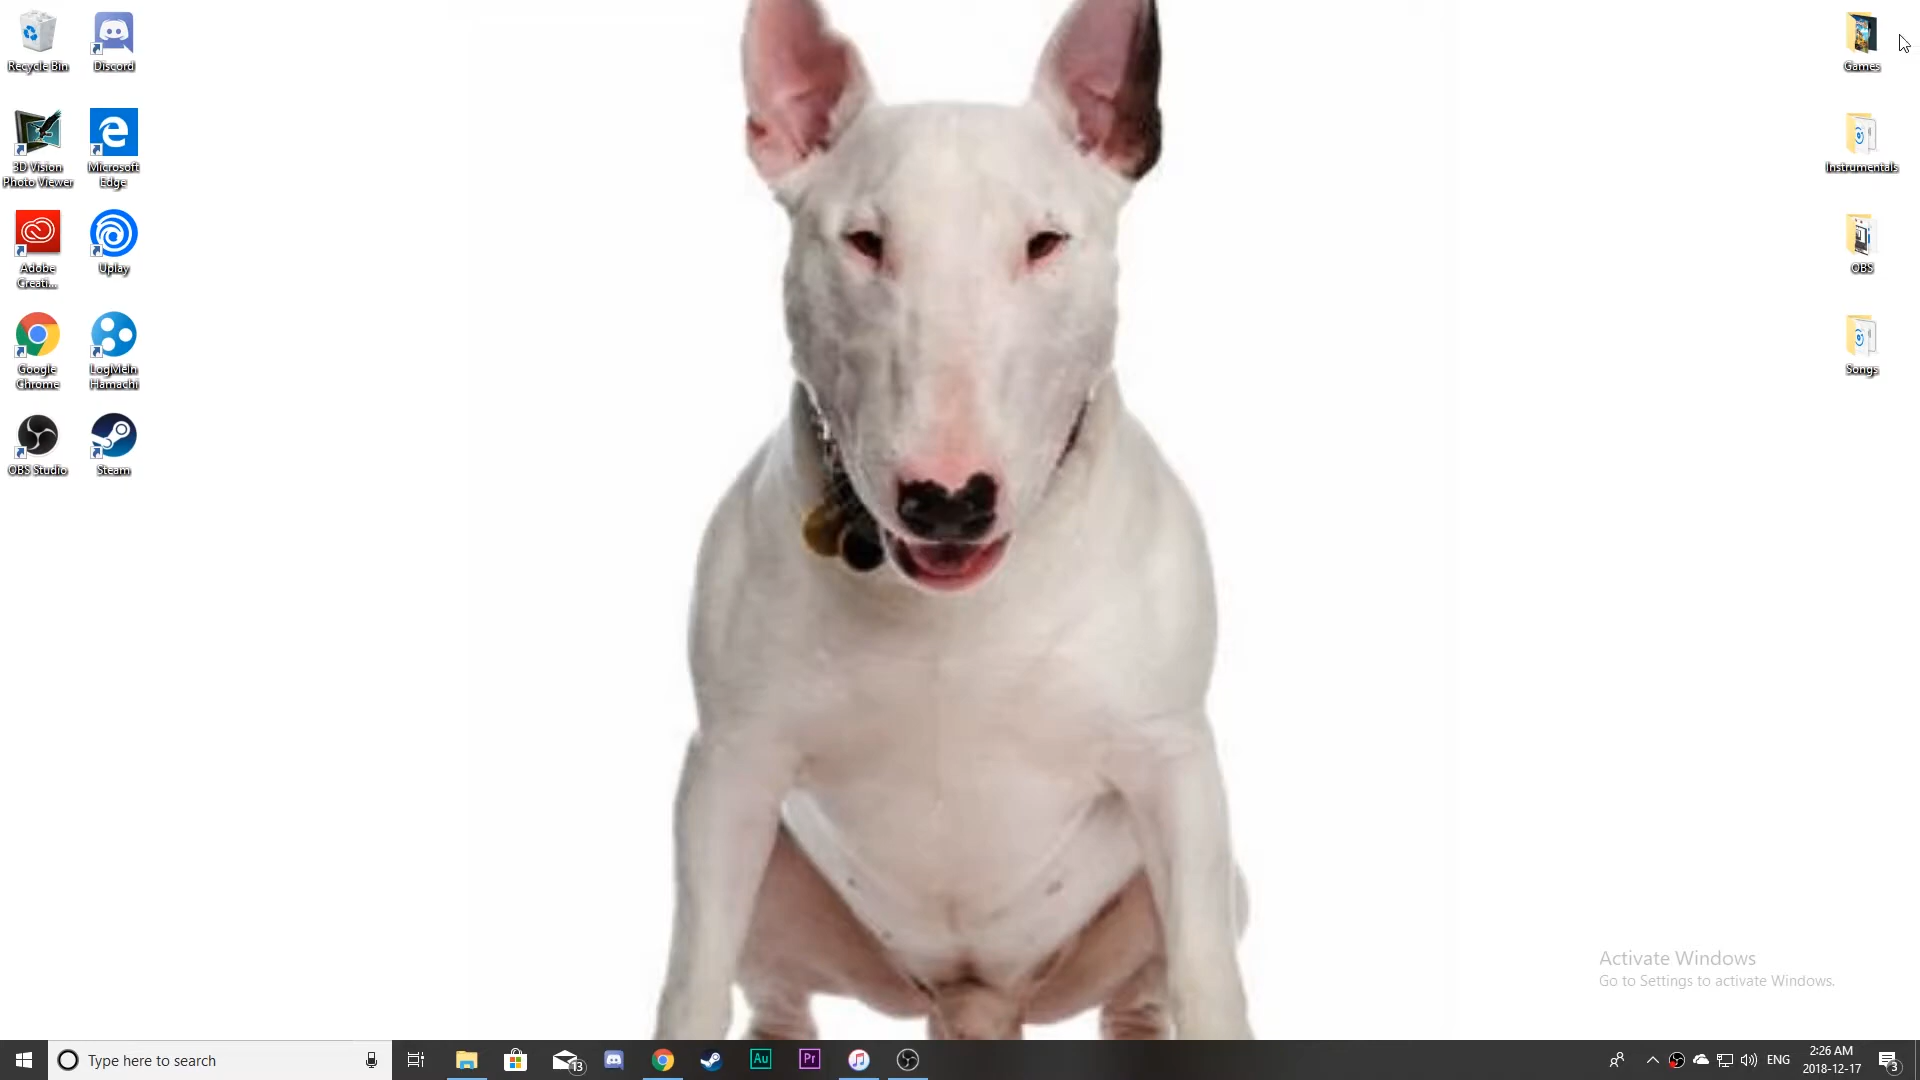 Recycle Bin
Discord
3D Vision
Photo Viewer
Microsoft
Edge
Adobe
Creati...
Uplay
Google
Chrome
LogMeIn
Hamachi
OBS Studio
Steam
Games
Instrumentals
OBS
Songs
Activate Windows
Go to Settings to activate Windows.
Type here to search
13
Au
Pr
ENG
2:26 AM
2018-12-17
3